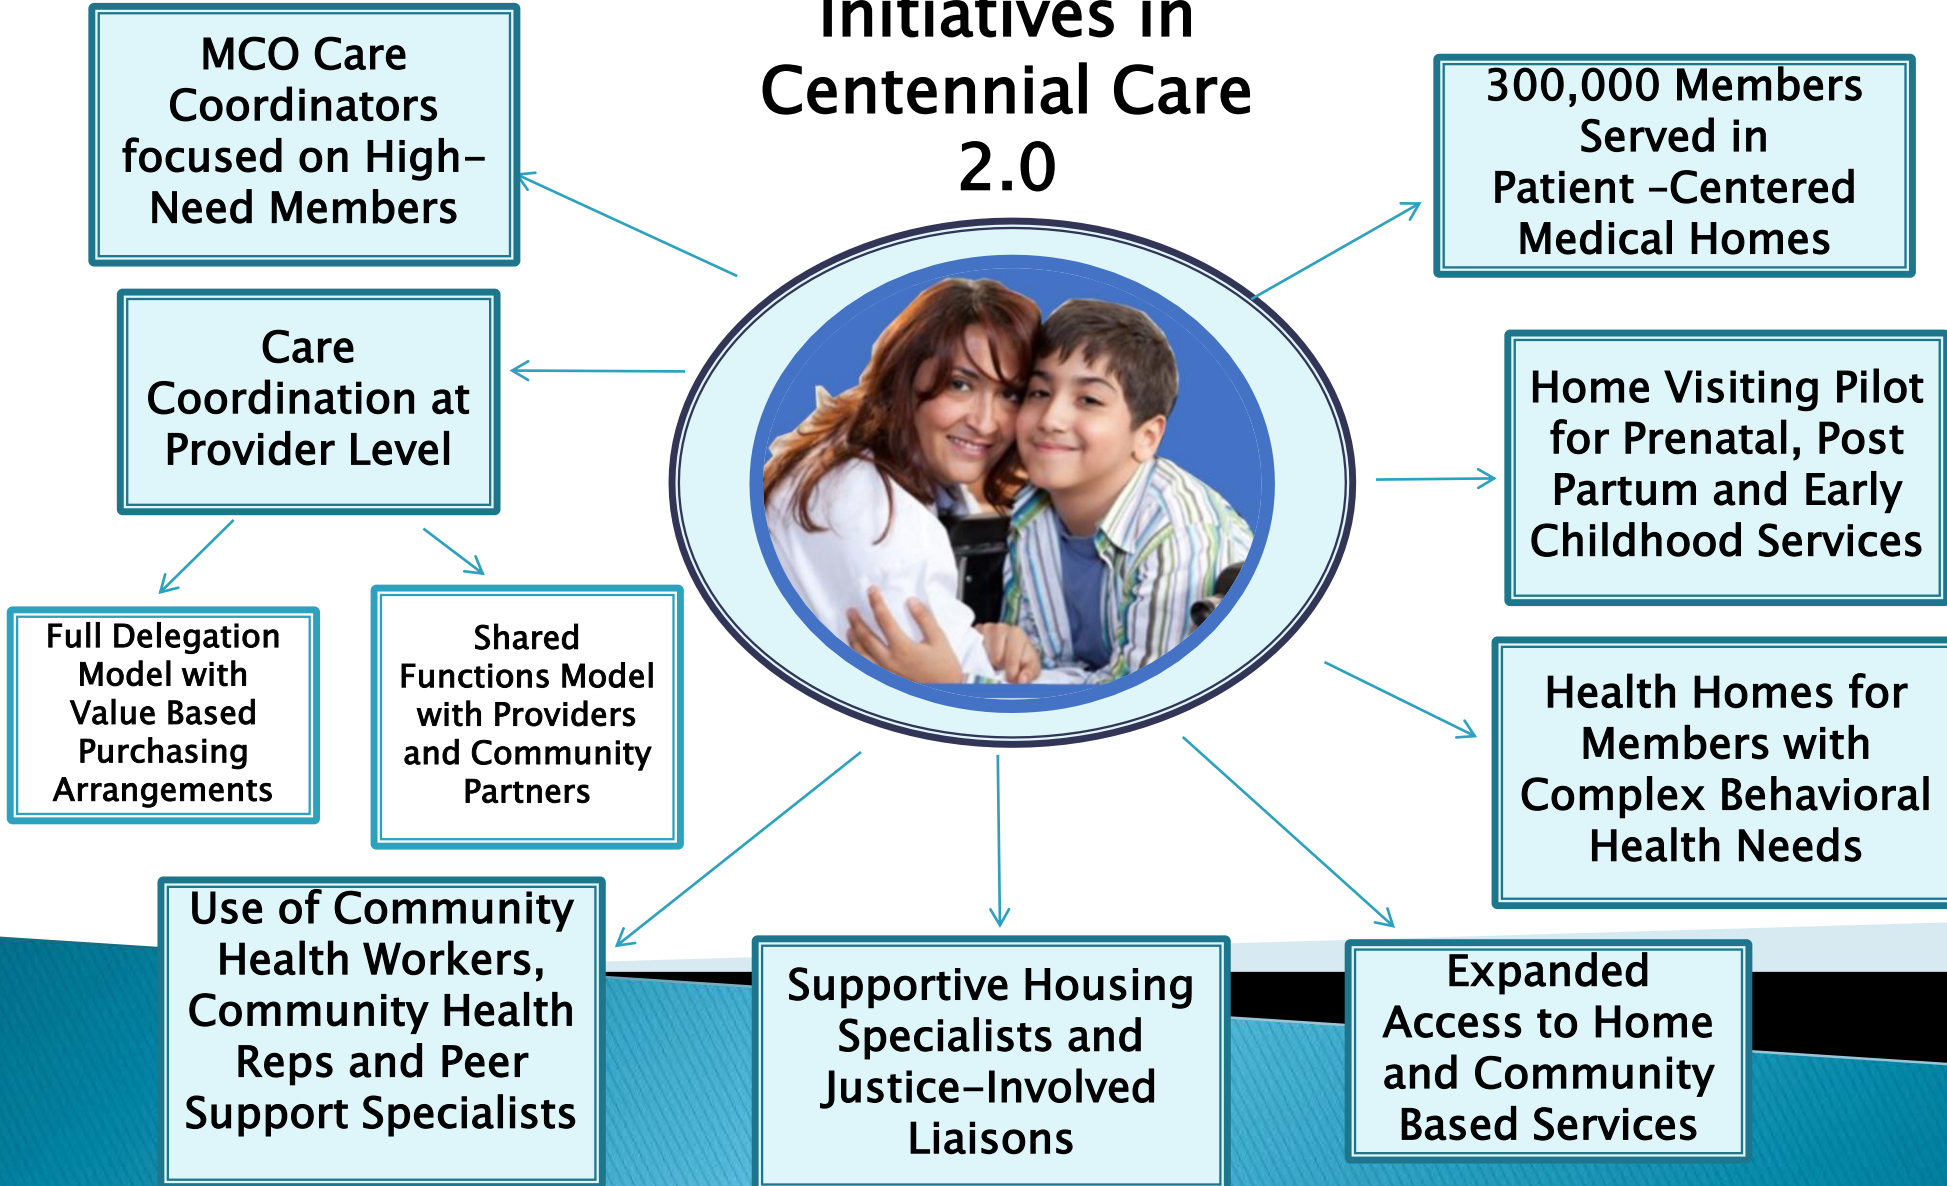 Initiatives in
Centennial Care
2.0
MCO Care
Coordinators
focused on High-
Need Members
300,000 Members
Served in
Patient -Centered
Medical Homes
Care
Coordination at
Provider Level
Home Visiting Pilot
for Prenatal, Post
Partum and Early
Childhood Services
Full Delegation
Model with
Value Based
Purchasing
Arrangements
Shared
Functions Model
with Providers
and Community
Partners
Health Homes for
Members with
Complex Behavioral
Health Needs
Use of Community
Health Workers,
Community Health
Reps and Peer
Support Specialists
Supportive Housing
Specialists and
Justice-Involved
Liaisons
Expanded
Access to Home
and Community
Based Services